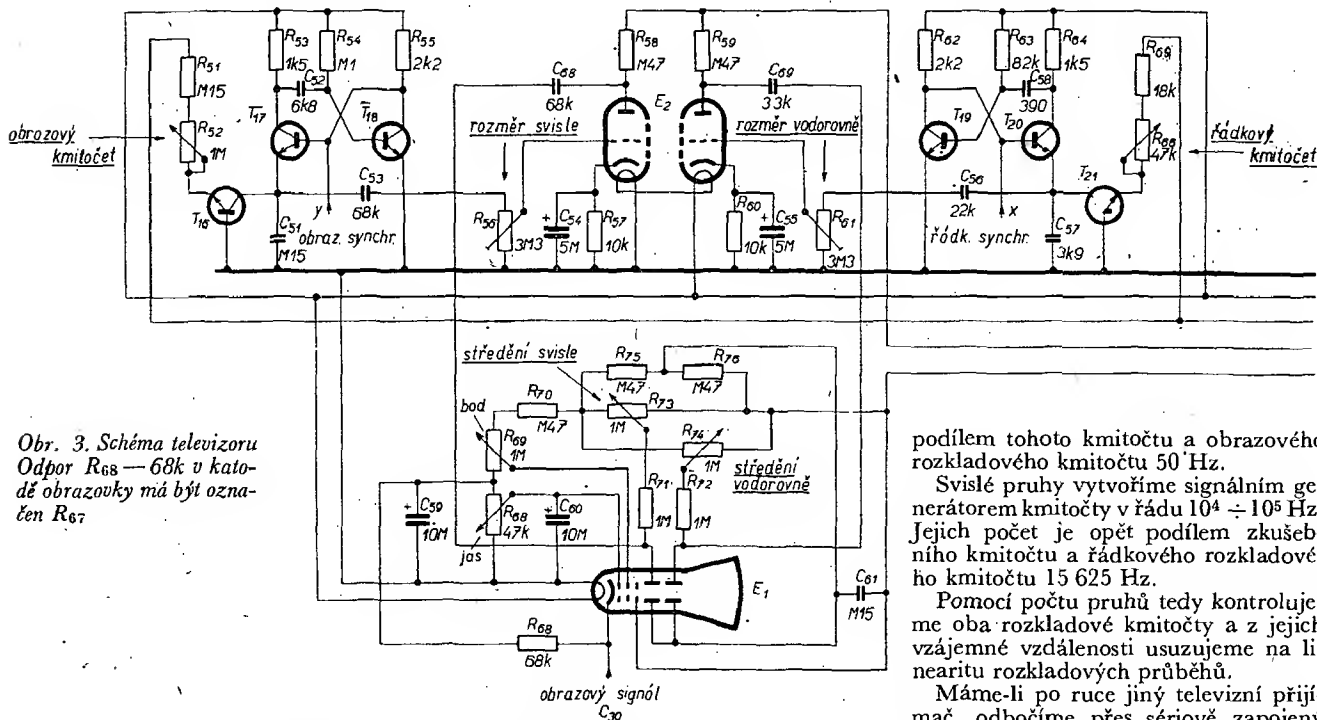 R53
1k5
R54
M1
R55
2k2
R51
M15
C52
6k8
T17
T18
R52
1M
obrazový
kmitočet
T16
C53
68k
C51
M15
y
obraz. synchr.
R58
M47
R59
M47
C68
68k
C69
33k
E2
rozměr svisle
rozměr vodorovně
R56
3M3
C54
5M
R57
10k
R60
10k
C55
5M
R61
3M3
R62
2k2
R63
82k
R64
1k5
C58
390
T19
T20
18k
47k
řádkový
kmitočet
T21
C56
22k
x
řádk. synchr.
C57
3k9
středění svisle
R75
M47
R76
M47
R70
M47
R73
1M
bod
R69
1M
R74
1M
středění
vodorovně
R71
1M
R72
1M
C59
10M
R68
47k
C60
10M
jas
E1
C61
M15
R68
68k
obrazový signál
C30
Obr. 3. Schéma televizoru
Odpor R68 — 68k v kato-
dě obrazovky má být ozna-
čen R67
podílem tohoto kmitočtu a obrazového
rozkladového kmitočtu 50 Hz.
Svislé pruhy vytvoříme signálním ge-
nerátorem kmitočty v řádu 10⁴ ÷ 10⁵ Hz
Jejich počet je opět podílem zkušeb-
ního kmitočtu a řádkového rozkladové-
ho kmitočtu 15 625 Hz.
Pomocí počtu pruhů tedy kontroluje-
me oba rozkladové kmitočty a z jejich
vzájemné vzdálenosti usuzujeme na li-
nearitu rozkladových průběhů.
Máme-li po ruce jiný televizní přijí-
mač, odbočíme přes sériově zapojený